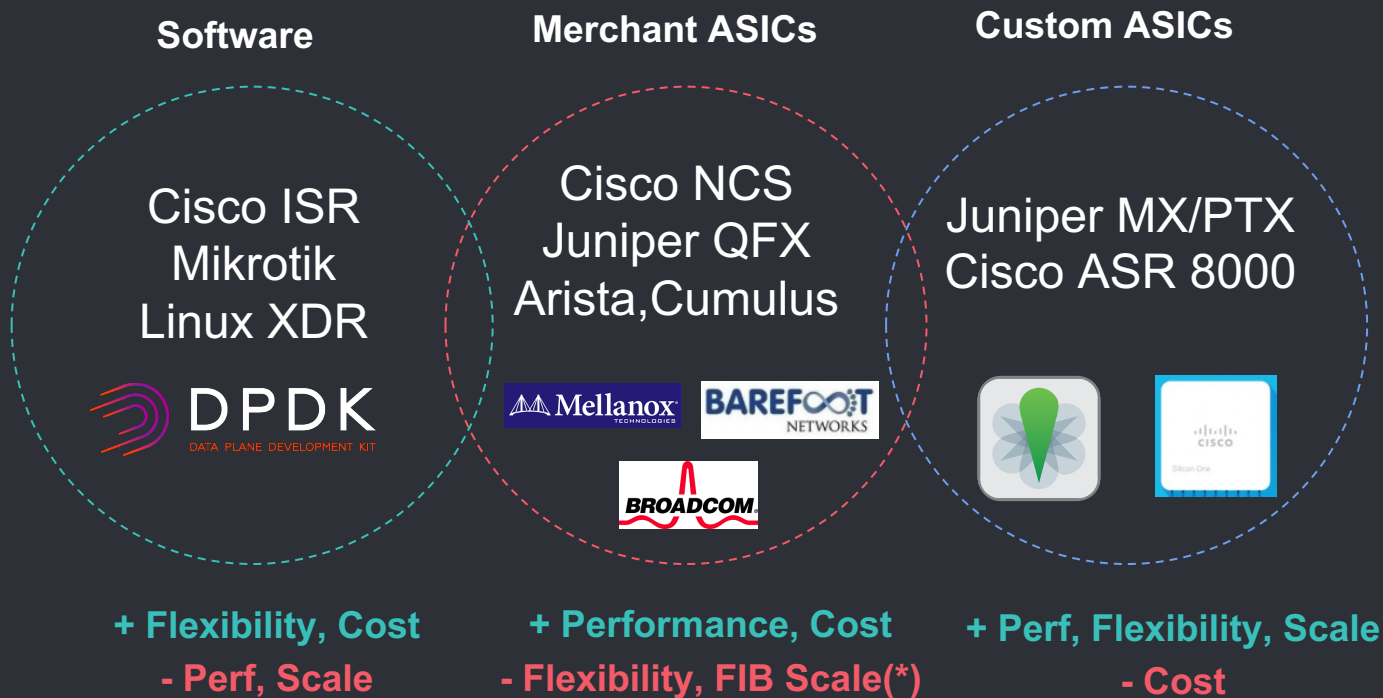 Software
Merchant ASICs
Custom ASICs
Cisco ISR
Mikrotik
Linux XDR
DPDK
DATA PLANE DEVELOPMENT KIT
Cisco NCS
Juniper QFX
Arista,Cumulus
Mellanox
TECHNOLOGIES
BAREFOOT
NETWORKS
BROADCOM.
Juniper MX/PTX
Cisco ASR 8000
CISCO
Silicon One
+ Flexibility, Cost
- Perf, Scale
+ Performance, Cost
- Flexibility, FIB Scale(*)
+ Perf, Flexibility, Scale
- Cost